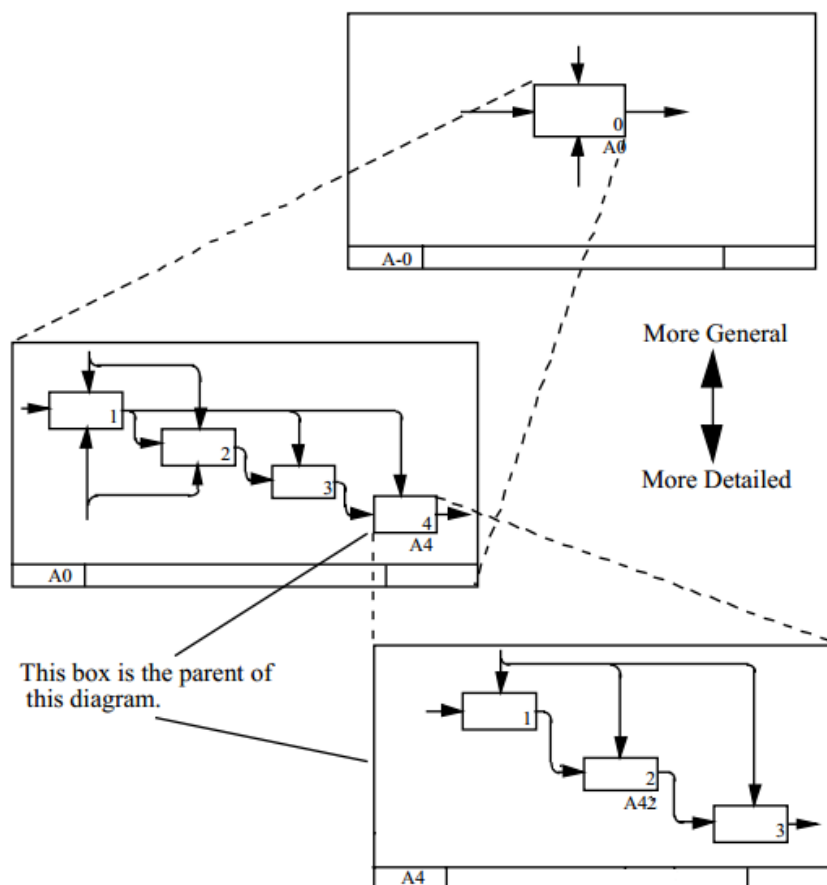 0
A0
A-0
More General
More Detailed
1
2
3
4
A4
A0
This box is the parent of
this diagram.
1
2
A42
3
A4